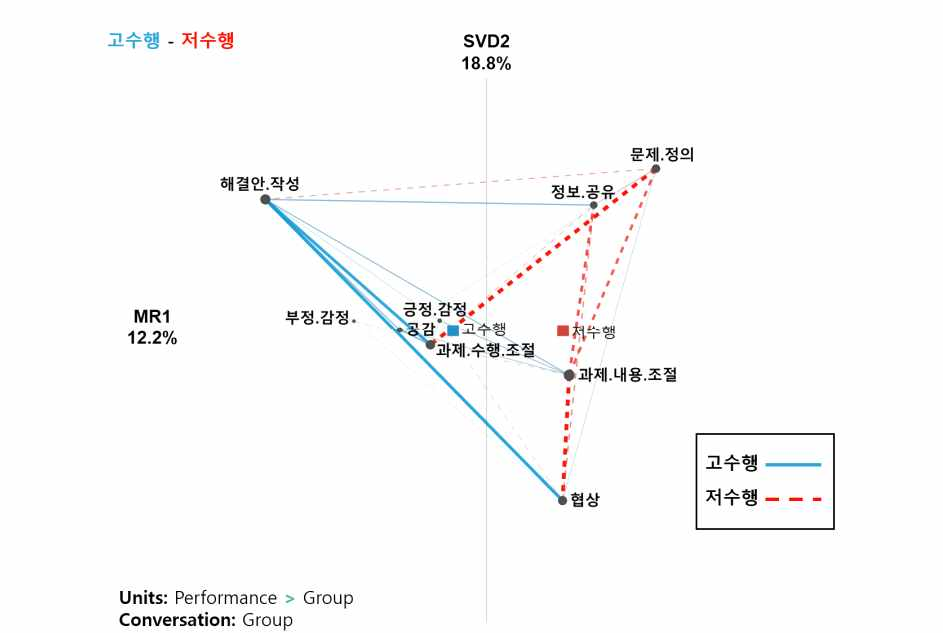 고수행 - 저수행
SVD2
18.8%
문제.정의
해결안.작성
정보.공유
MR1
12.2%
부정.감정
긍정.감정
공감
고수행
저수행
과제.수행.조절
과제.내용.조절
협상
고수행
저수행
Units: Performance > Group
Conversation: Group